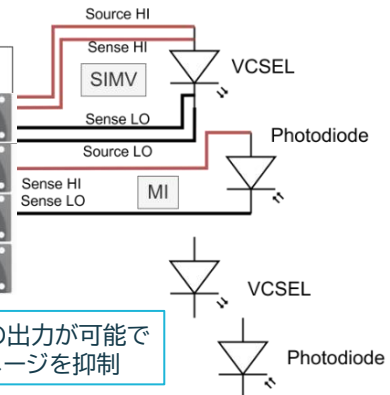 Source HI
Sense HI
SIMV
VCSEL
Sense LO
Source LO
Photodiode
Sense HI
Sense LO
MI
VCSEL
出力が可能で
ージを抑制
Photodiode